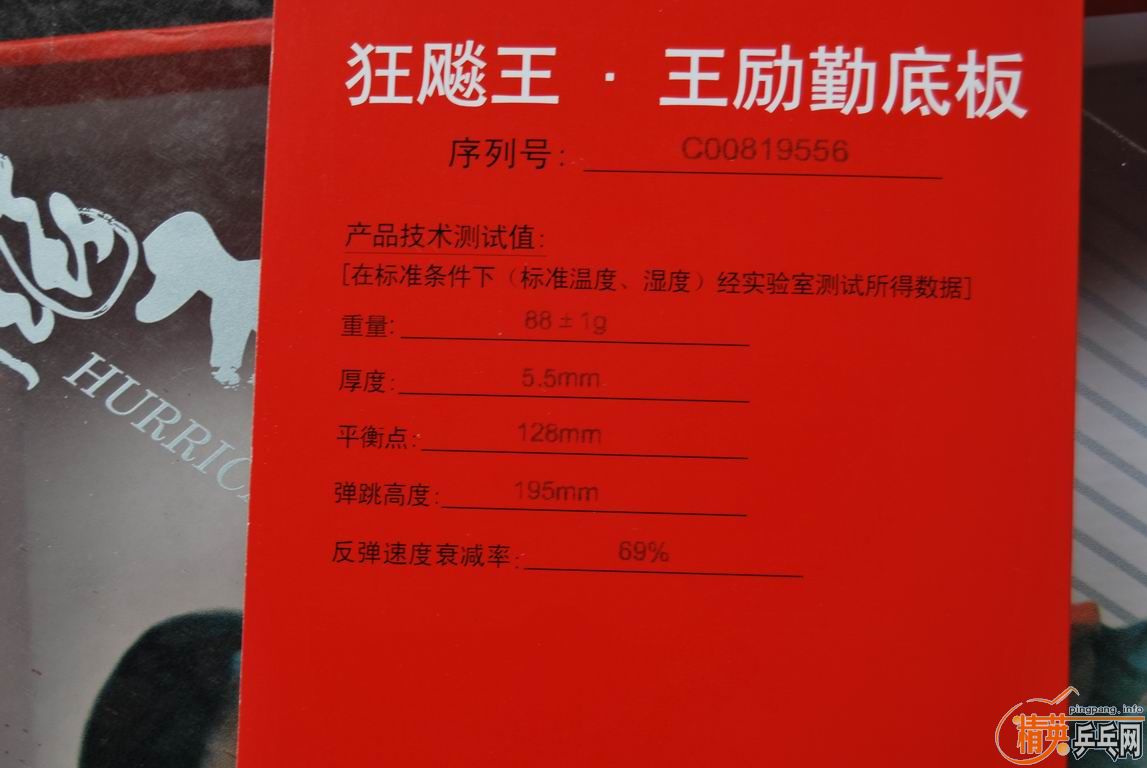 狂飚王 · 王励勤底板
序列号: C00819556
产品技术测试值:
[在标准条件下（标准温度、湿度）经实验室测试所得数据]
重量: 88±1g
厚度: 5.5mm
平衡点: 128mm
弹跳高度: 195mm
反弹速度衰减率: 69%
HURRIC
pingpang.info
精英乒乓网